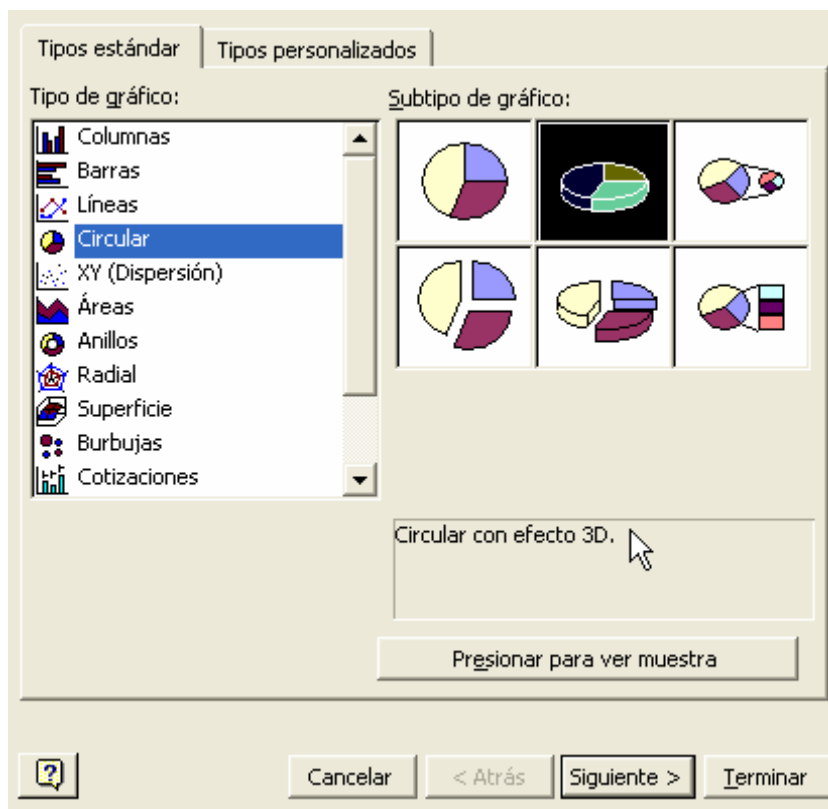 Tipos estándar
Tipos personalizados
Tipo de gráfico:
Subtipo de gráfico:
Columnas
Barras
Líneas
Circular
XY (Dispersión)
Áreas
Anillos
Radial
Superficie
Burbujas
Cotizaciones
Circular con efecto 3D.
Presionar para ver muestra
?
Cancelar
< Atrás
Siguiente >
Terminar